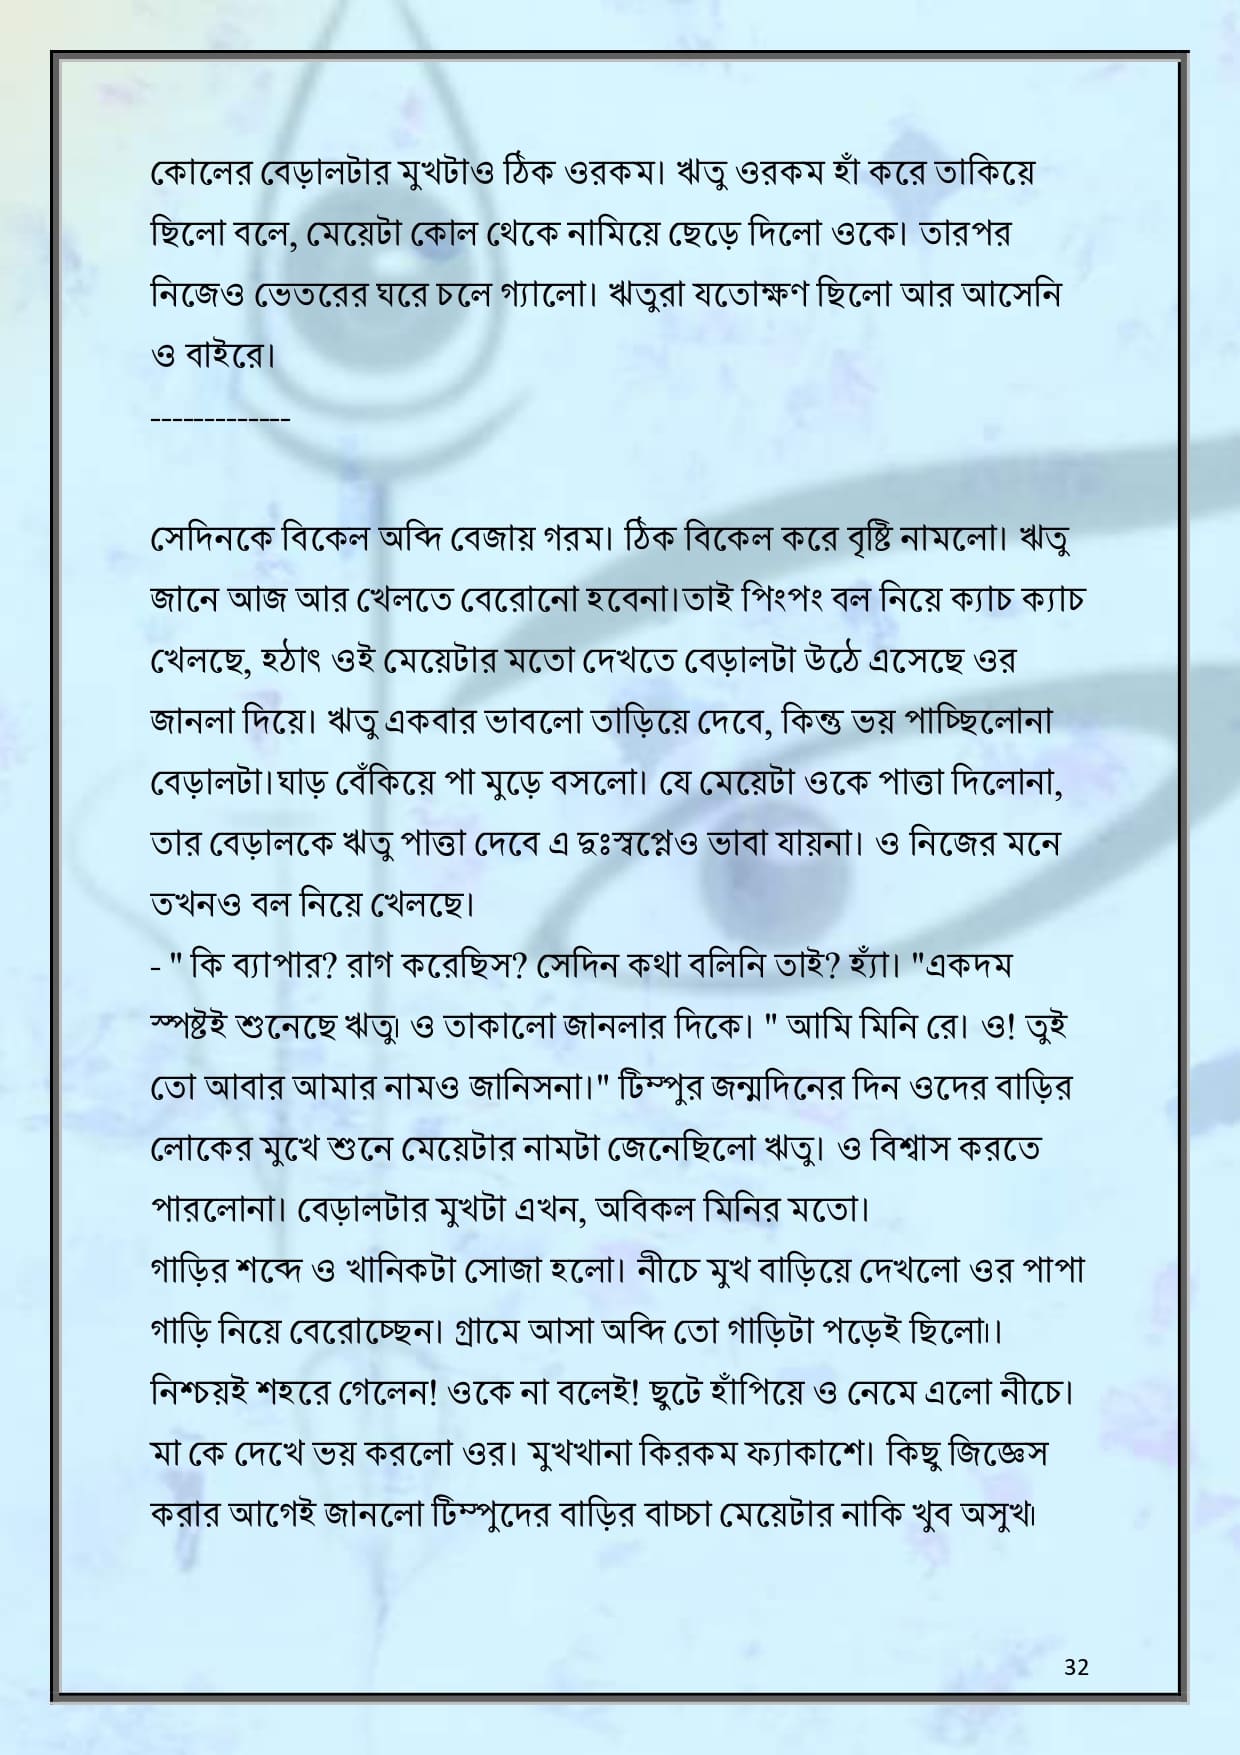 কোলের বেড়ালটার মুখটাও ঠিক ওরকম। ঋতু ওরকম হাঁ করে তাকিয়ে
ছিলো বলে, মেয়েটা কোল থেকে নামিয়ে ছেড়ে দিলো ওকে। তারপর
নিজেও ভেতরের ঘরে চলে গ্যালো। ঋতুরা যতোক্ষণ ছিলো আর আসেনি
ও বাইরে।
-------------
সেদিনকে বিকেল অব্দি বেজায় গরম। ঠিক বিকেল করে বৃষ্টি নামলো। ঋতু
জানে আজ আর খেলতে বেরোনো হবেনা।তাই পিংপং বল নিয়ে ক্যাচ ক্যাচ
খেলছে, হঠাৎ ওই মেয়েটার মতো দেখতে বেড়ালটা উঠে এসেছে ওর
জানলা দিয়ে। ঋতু একবার ভাবলো তাড়িয়ে দেবে, কিন্তু ভয় পাচ্ছিলোনা
বেড়ালটা।ঘাড় বেঁকিয়ে পা মুড়ে বসলো। যে মেয়েটা ওকে পাত্তা দিলোনা,
তার বেড়ালকে ঋতু পাত্তা দেবে এ দুঃস্বপ্নেও ভাবা যায়না। ও নিজের মনে
তখনও বল নিয়ে খেলছে।
- " কি ব্যাপার? রাগ করেছিস? সেদিন কথা বলিনি তাই? হ্যাঁ। "একদম
স্পষ্টই শুনেছে ঋতু৷ ও তাকালো জানলার দিকে। " আমি মিনি রে। ও! তুই
তো আবার আমার নামও জানিসনা।" টিম্পুর জন্মদিনের দিন ওদের বাড়ির
লোকের মুখে শুনে মেয়েটার নামটা জেনেছিলো ঋতু। ও বিশ্বাস করতে
পারলোনা। বেড়ালটার মুখটা এখন, অবিকল মিনির মতো।
গাড়ির শব্দে ও খানিকটা সোজা হলো। নীচে মুখ বাড়িয়ে দেখলো ওর পাপা
গাড়ি নিয়ে বেরোচ্ছেন। গ্রামে আসা অব্দি তো গাড়িটা পড়েই ছিলো৷।
নিশ্চয়ই শহরে গেলেন! ওকে না বলেই! ছুটে হাঁপিয়ে ও নেমে এলো নীচে।
মা কে দেখে ভয় করলো ওর। মুখখানা কিরকম ফ্যাকাশে। কিছু জিজ্ঞেস
করার আগেই জানলো টিম্পুদের বাড়ির বাচ্চা মেয়েটার নাকি খুব অসুখ৷
32